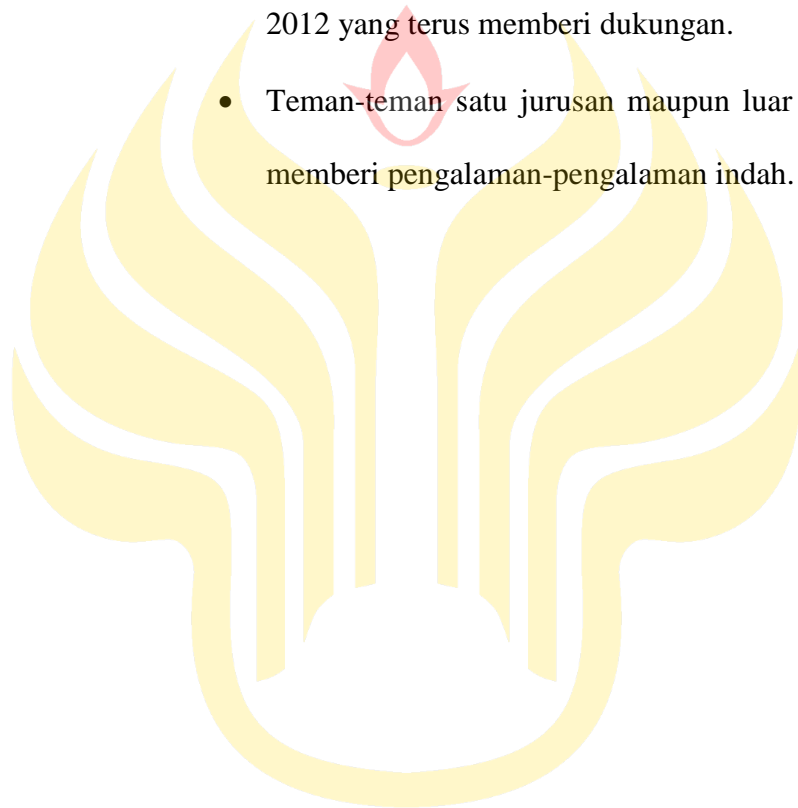 2012 yang terus memberi dukungan.
• Teman-teman satu jurusan maupun luar
memberi pengalaman-pengalaman indah.